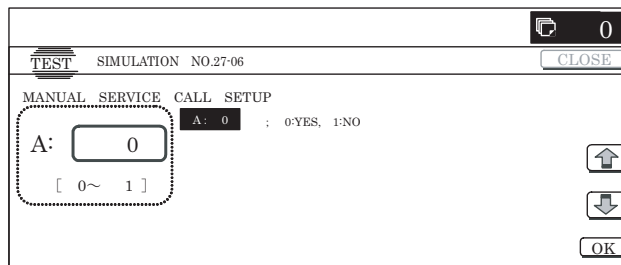 0
TEST SIMULATION NO.27-06 CLOSE
MANUAL SERVICE CALL SETUP
A: 0 ; 0:YES, 1:NO
A: 0
[ 0～ 1 ]
OK